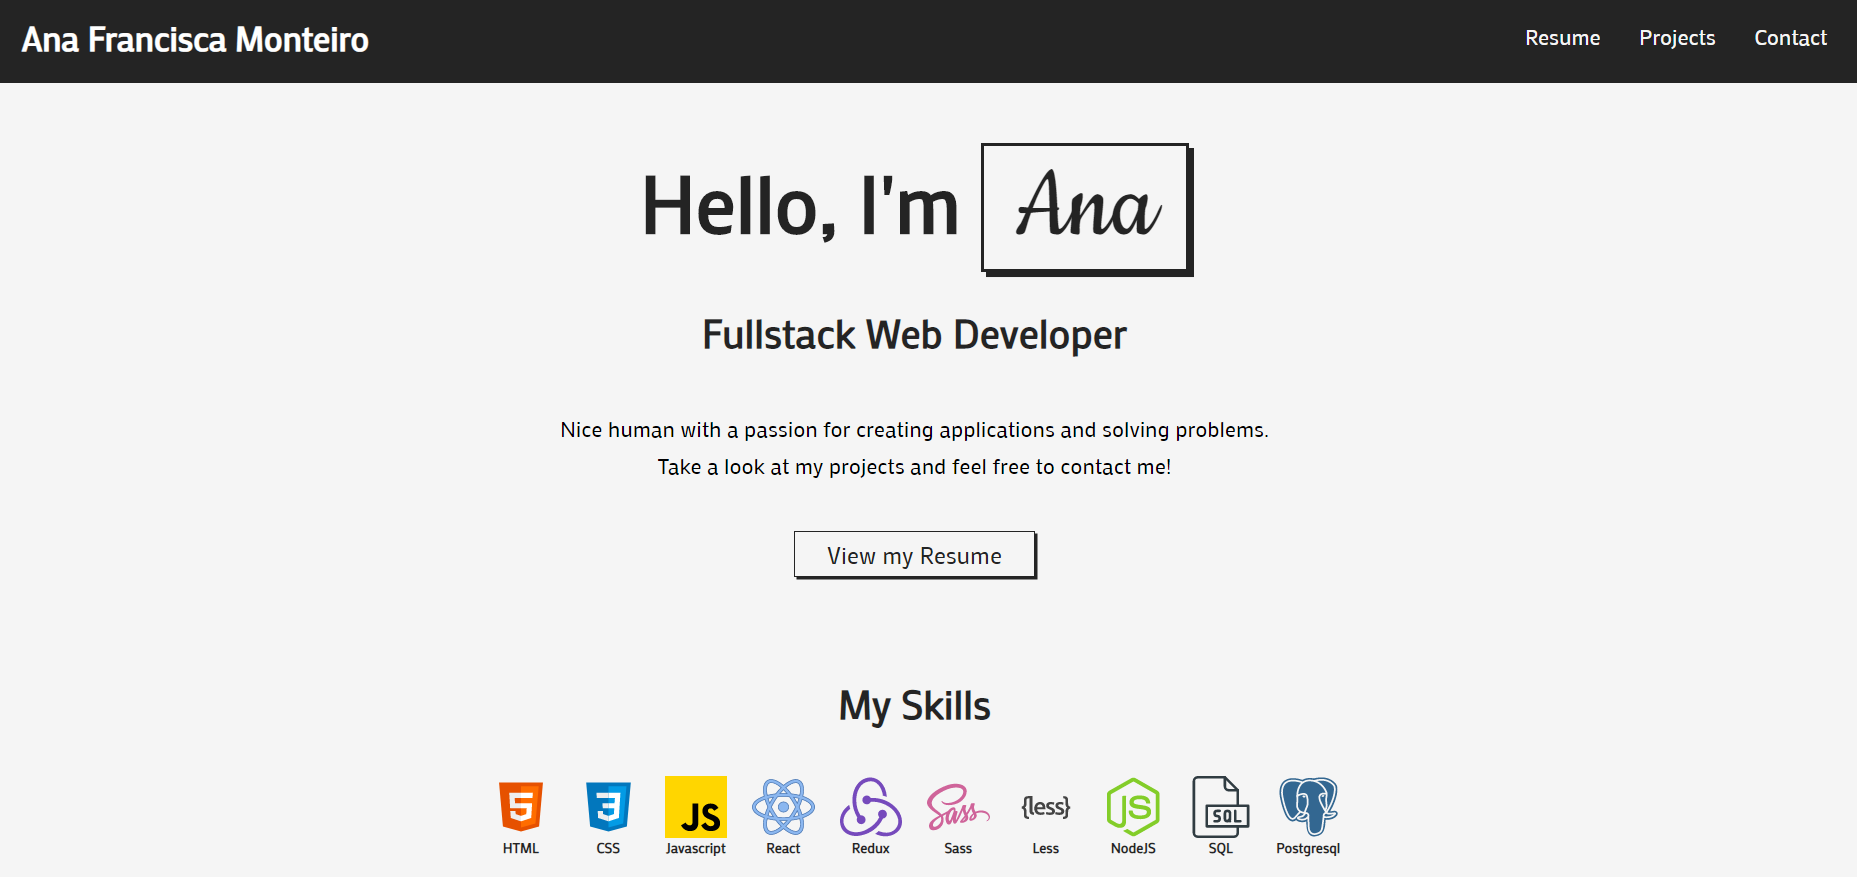 Ana Francisca Monteiro
Resume Projects Contact
Hello, I'm Ana
Fullstack Web Developer
Nice human with a passion for creating applications and solving problems.
Take a look at my projects and feel free to contact me!
View my Resume
My Skills
5 3 JS Sass {less} JS SQL
HTML CSS Javascript React Redux Sass Less NodeJS SQL Postgresql